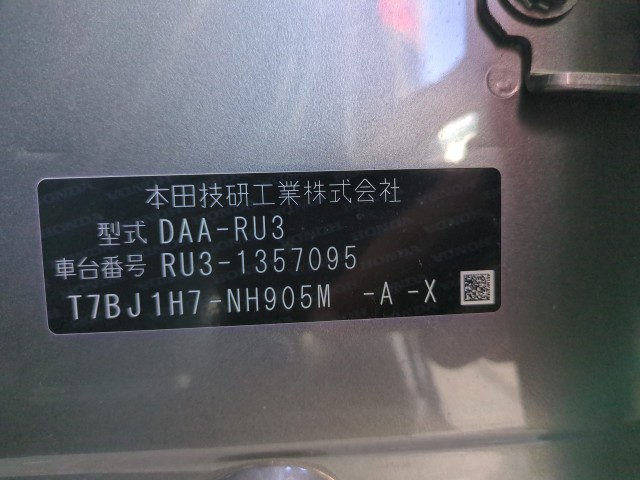 本田技研工業株式会社
型式 DAA-RU3
車台番号 RU3-1357095
T7BJ1H7-NH905M -A -X